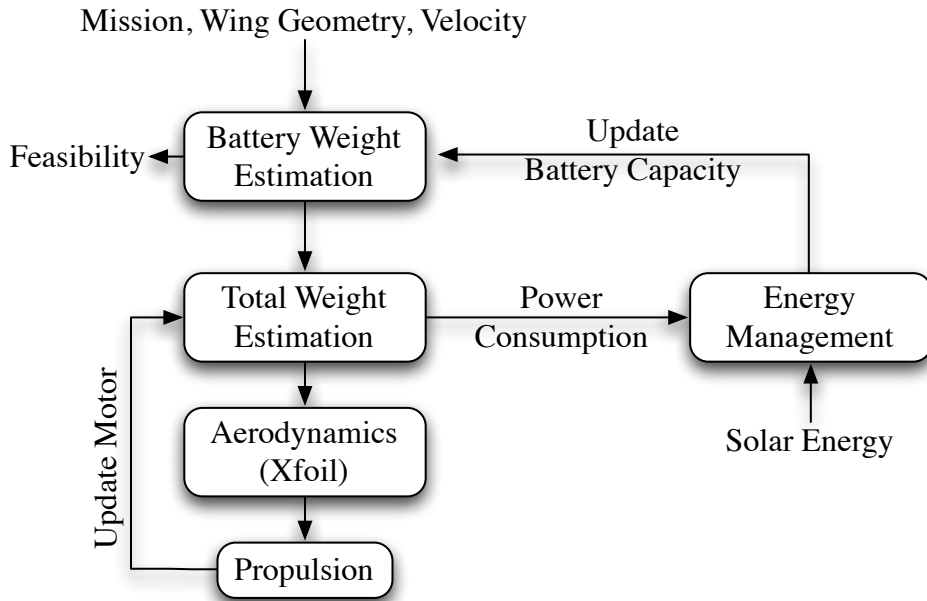 Mission, Wing Geometry, Velocity
Battery Weight
Estimation
Feasibility
Update
Battery Capacity
Total Weight
Estimation
Power
Consumption
Energy
Management
Solar Energy
Aerodynamics
(Xfoil)
Update Motor
Propulsion